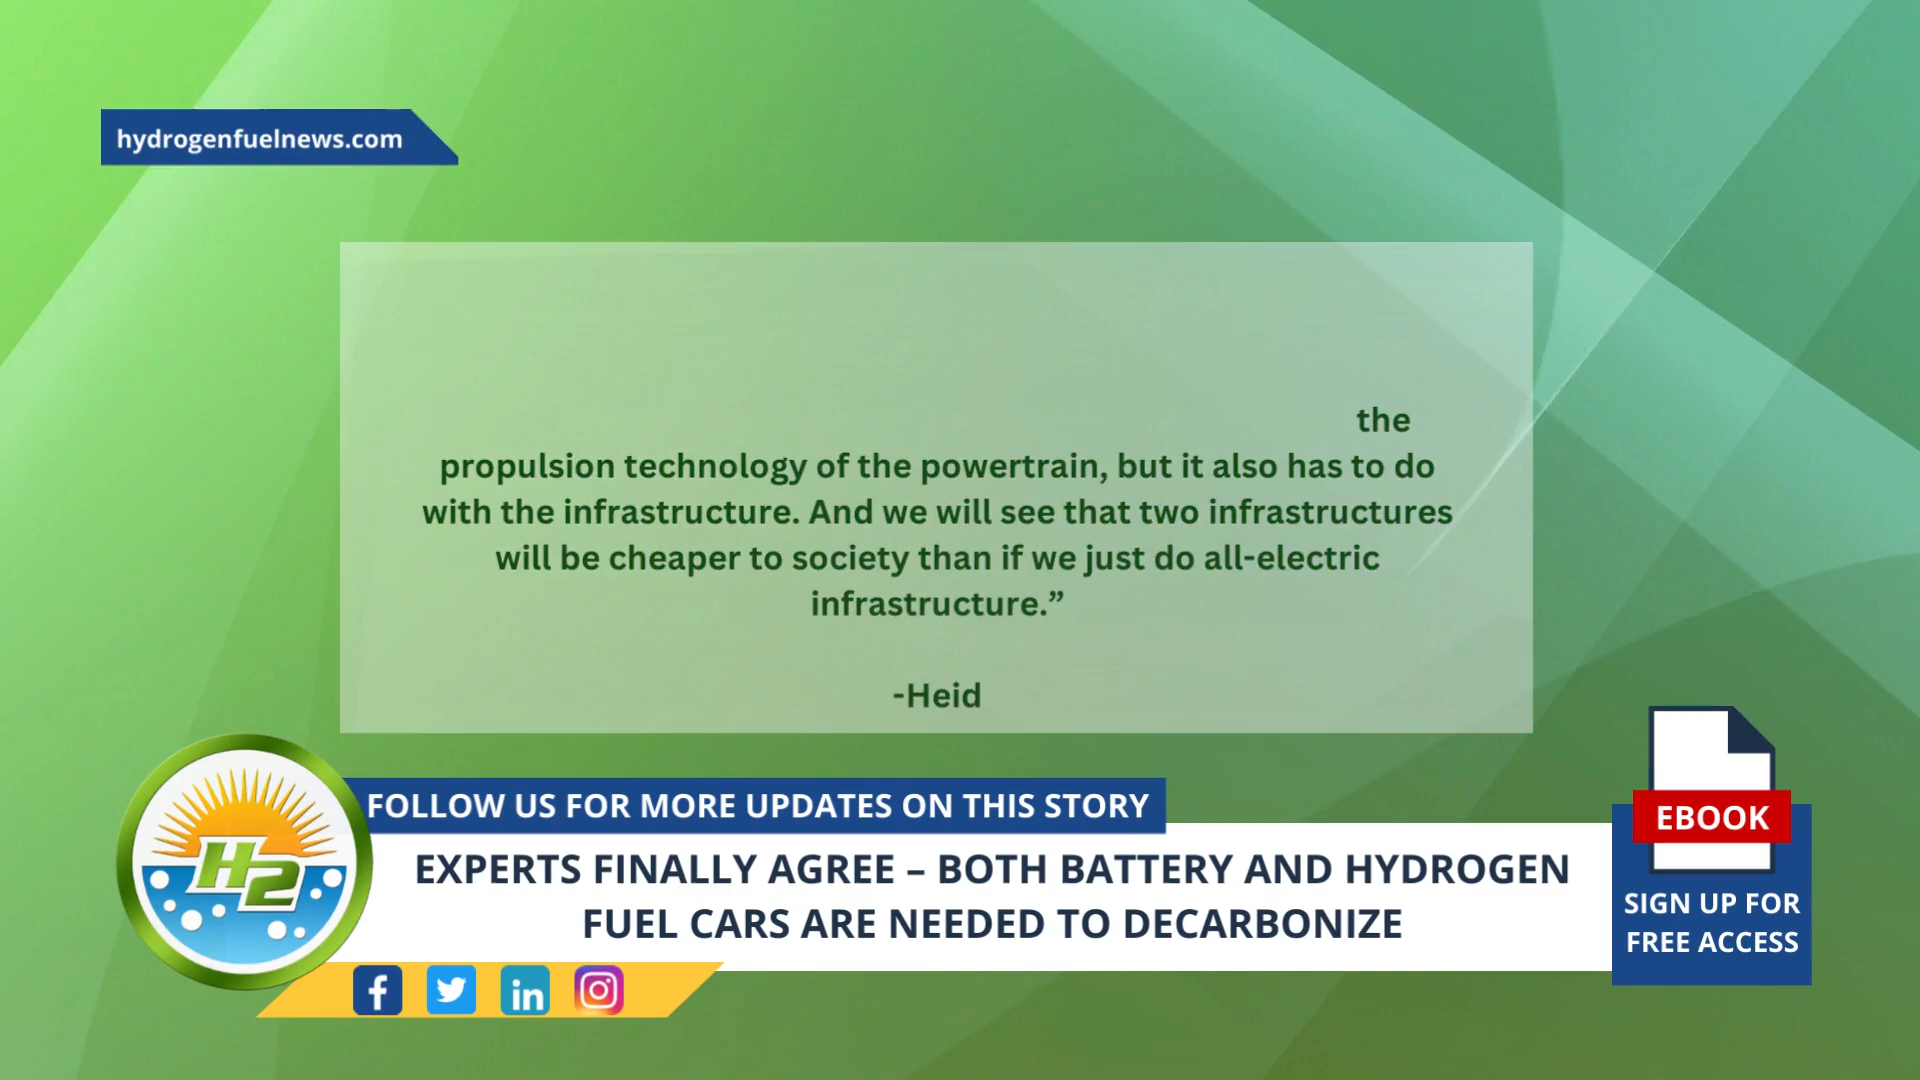 hydrogenfuelnews.com
the
propulsion technology of the powertrain, but it also has to do
with the infrastructure. And we will see that two infrastructures
will be cheaper to society than if we just do all-electric
infrastructure.”
-Heid
H2
FOLLOW US FOR MORE UPDATES ON THIS STORY
EXPERTS FINALLY AGREE – BOTH BATTERY AND HYDROGEN
FUEL CARS ARE NEEDED TO DECARBONIZE
f
in
EBOOK
SIGN UP FOR
FREE ACCESS